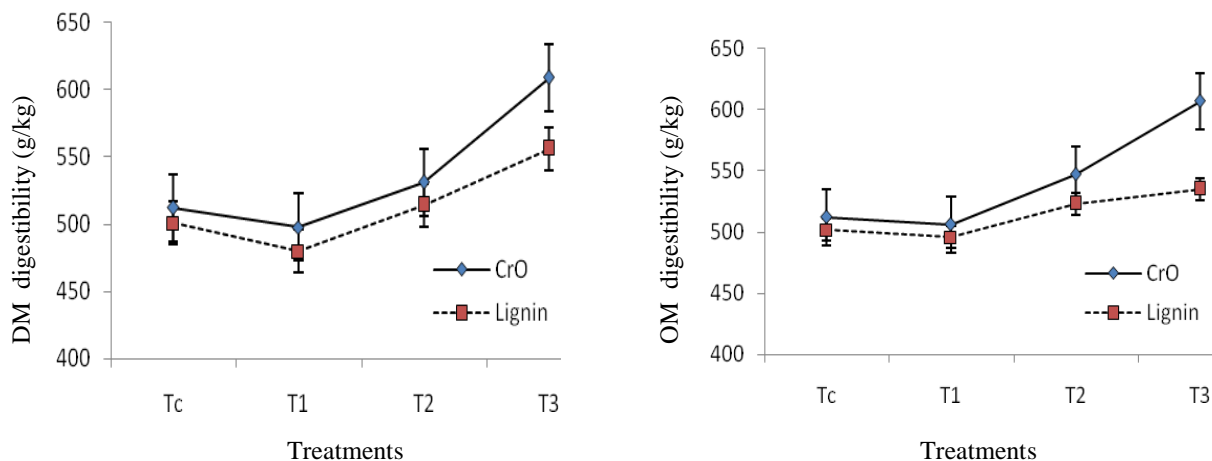 650
600
550
500
450
400
DM digestibility (g/kg)
CrO
Lignin
Tc T1 T2 T3
Treatments
650
600
550
500
450
400
OM digestibility (g/kg)
CrO
Lignin
Tc T1 T2 T3
Treatments